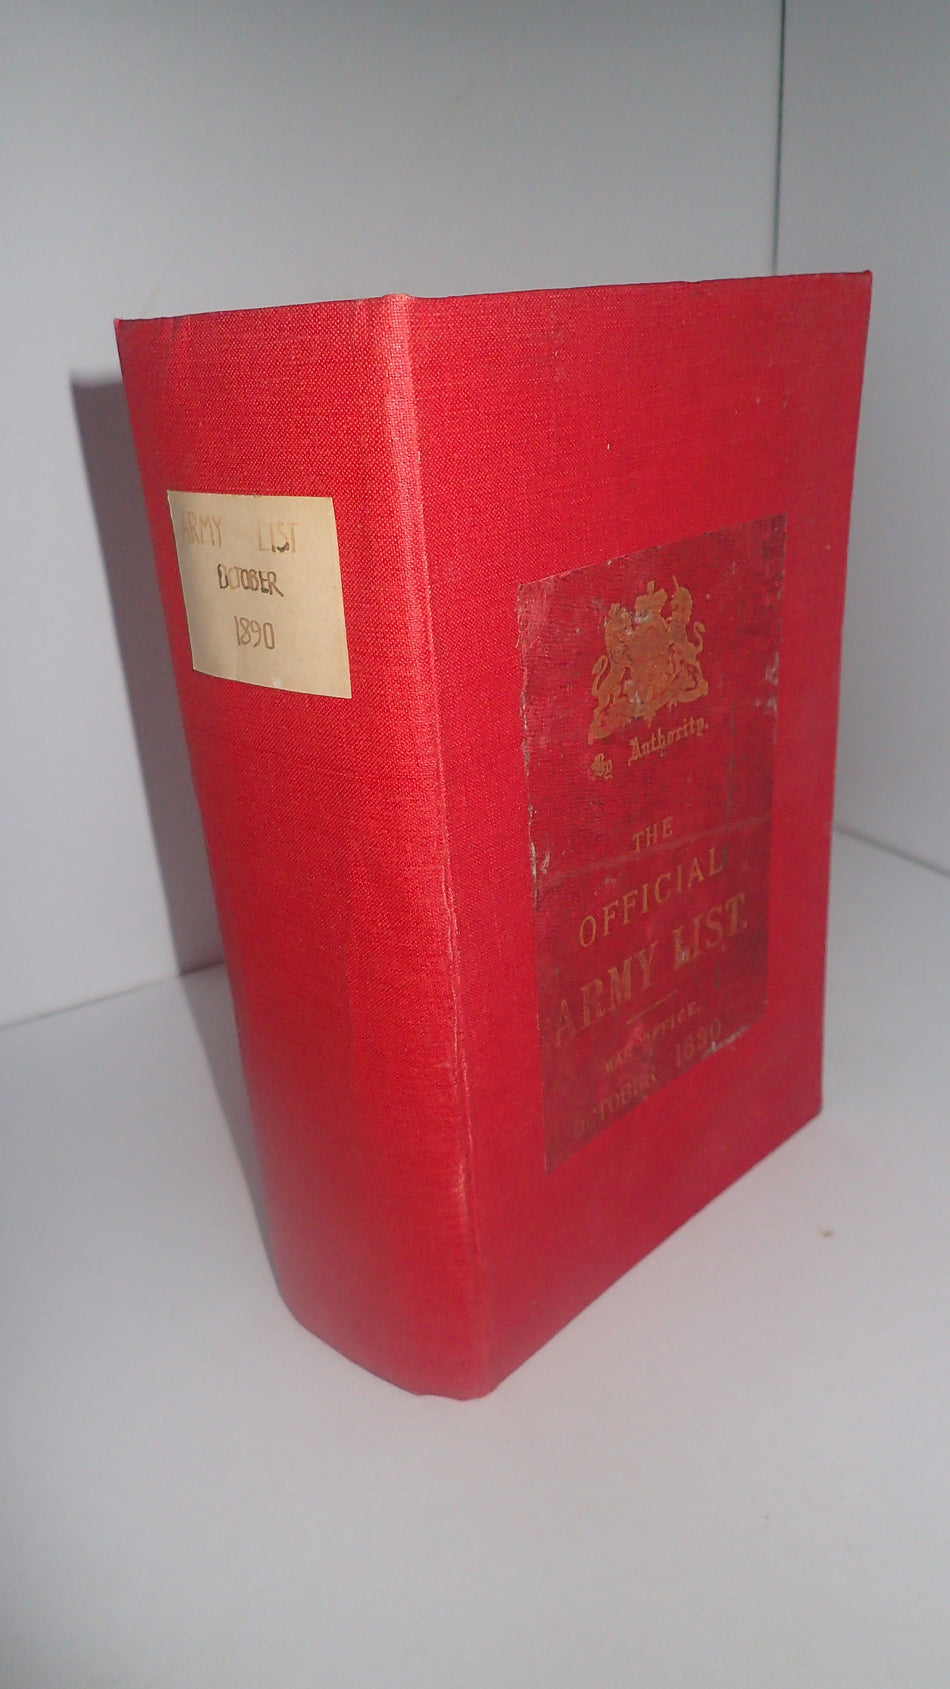 ARMY LIST
OCTOBER
1890
By Authority.
THE
OFFICIAL
ARMY LIST.
WAR OFFICE,
OCTOBER 1890